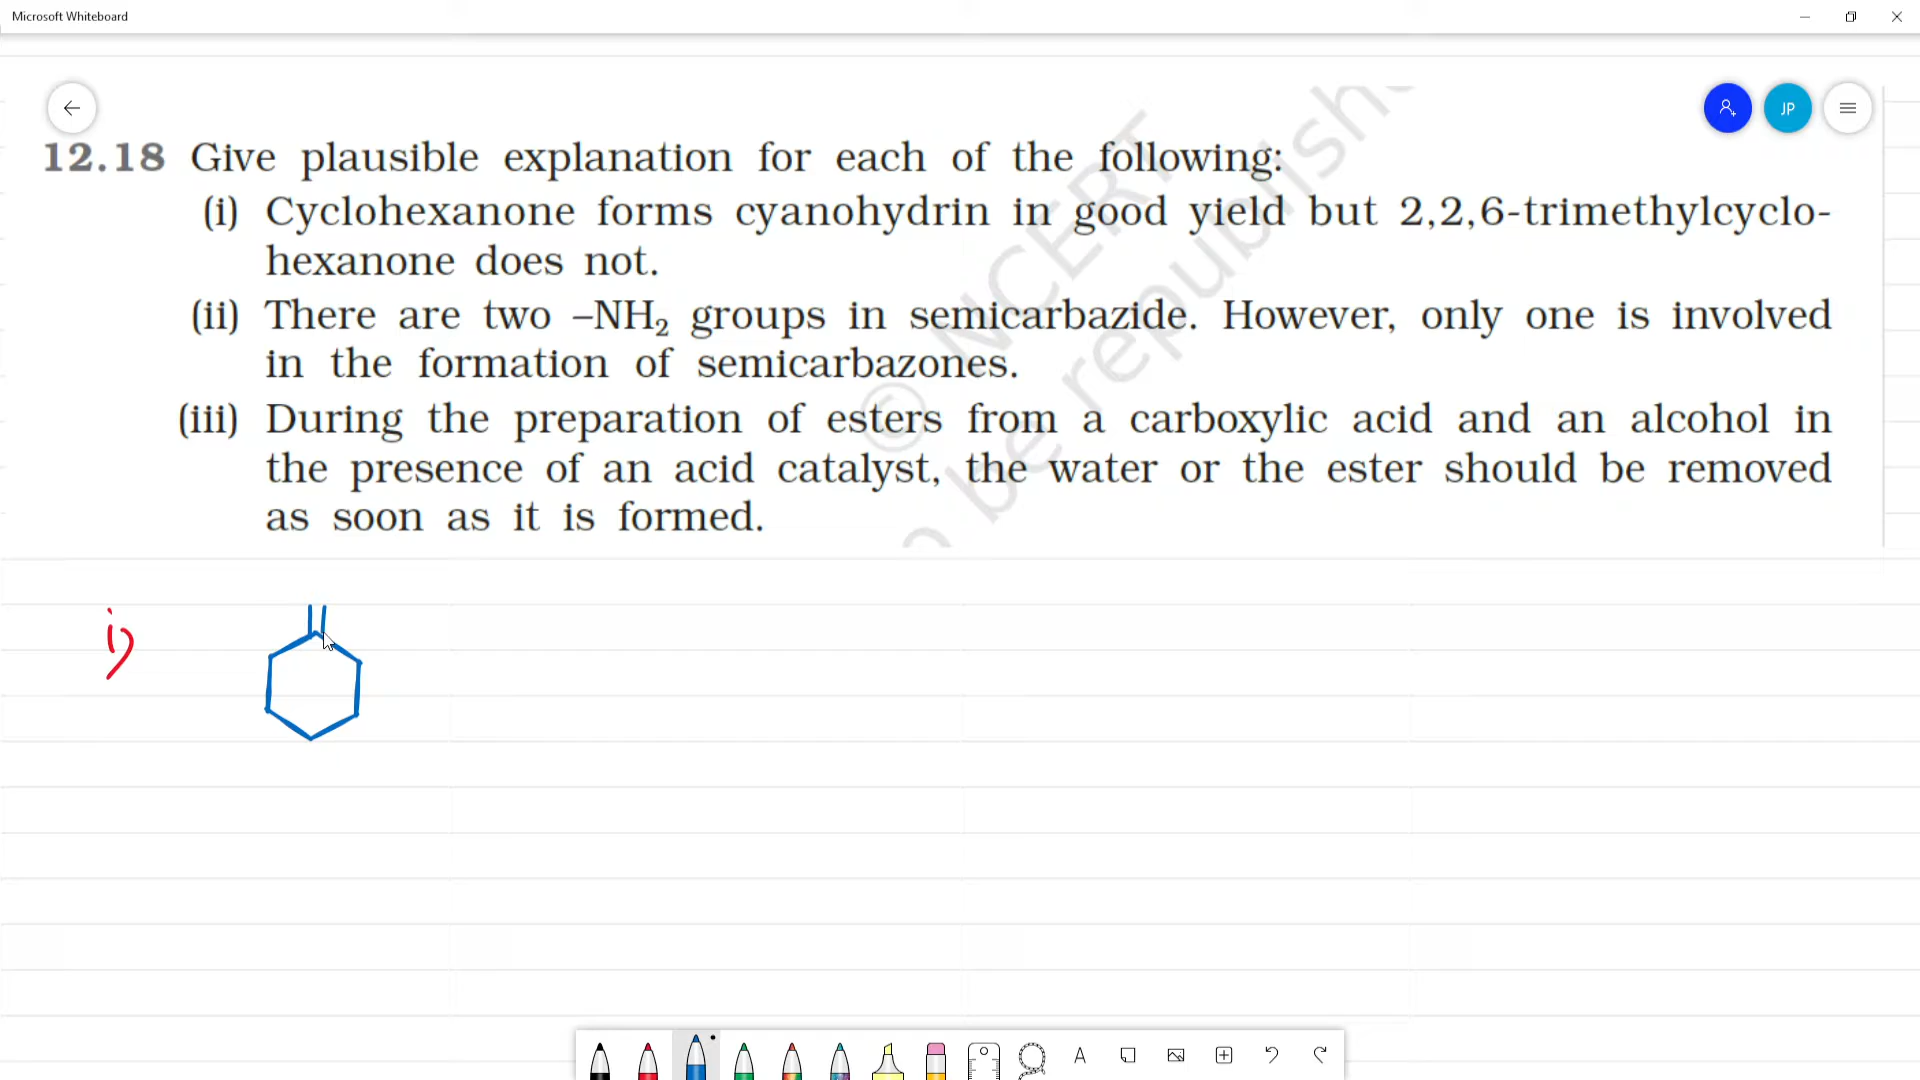 Microsoft Whiteboard
JP
12.18 Give plausible explanation for each of the following:
(i) Cyclohexanone forms cyanohydrin in good yield but 2,2,6-trimethylcyclo-
hexanone does not.
(ii) There are two –NH₂ groups in semicarbazide. However, only one is involved
in the formation of semicarbazones.
(iii) During the preparation of esters from a carboxylic acid and an alcohol in
the presence of an acid catalyst, the water or the ester should be removed
as soon as it is formed.
© NCERT
be republish
i)
A